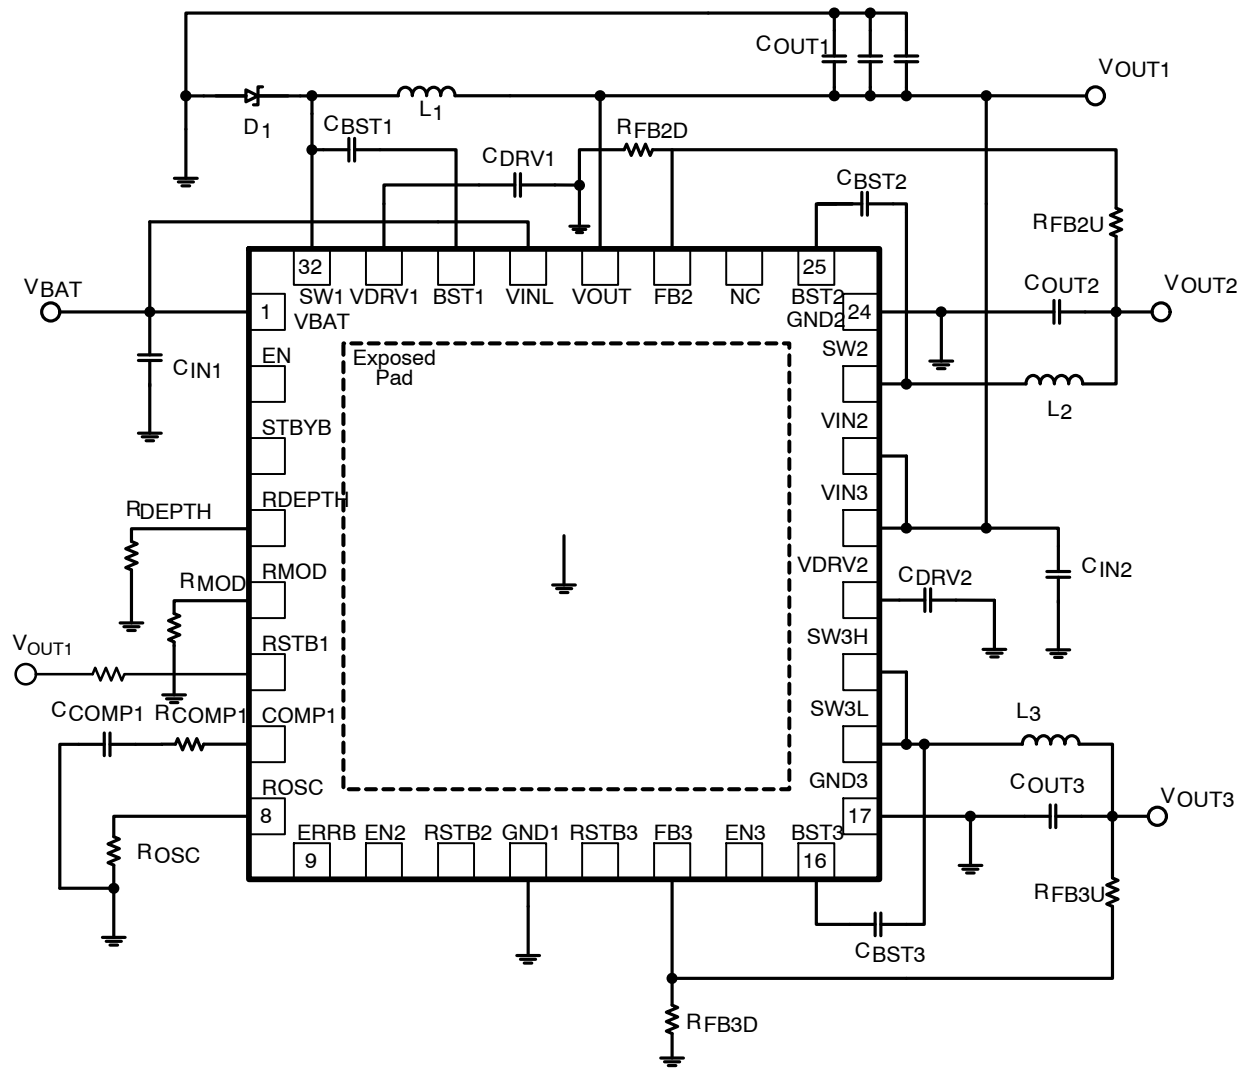 COUT1
VOUT1
D1
L1
CBST1
RFB2D
CDRV1
CBST2
RFB2U
VBAT
32
25
SW1
VDRV1
BST1
VINL
VOUT
FB2
NC
BST2
COUT2
VOUT2
1
VBAT
GND2
24
CIN1
EN
Exposed
Pad
SW2
L2
STBYB
VIN2
RDEPTH
RDEPTH
VIN3
RMOD
RMOD
VDRV2
CDRV2
CIN2
VOUT1
RSTB1
SW3H
CCOMP1
RCOMP1
COMP1
SW3L
L3
ROSC
GND3
COUT3
VOUT3
8
17
ROSC
ERRB
EN2
RSTB2
GND1
RSTB3
FB3
EN3
BST3
9
16
RFB3U
CBST3
RFB3D